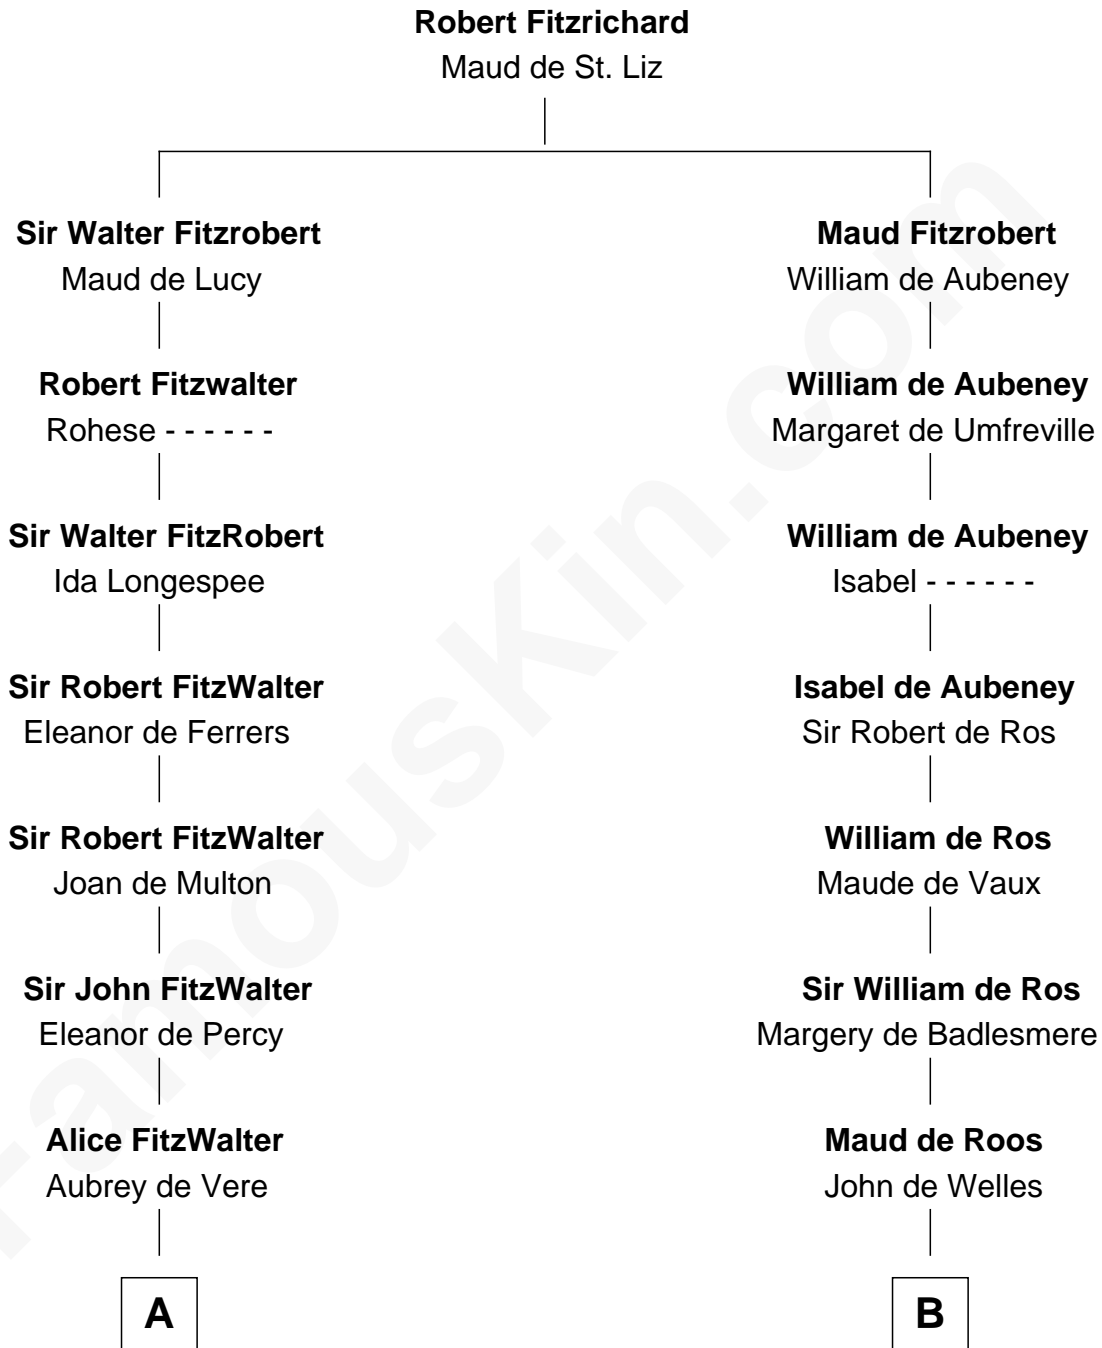 Robert Fitzrichard
Maud de St. Liz
Sir Walter Fitzrobert
Maud de Lucy
Maud Fitzrobert
William de Aubeney
Robert Fitzwalter
Rohese - - - - - -
William de Aubeney
Margaret de Umfreville
Sir Walter FitzRobert
Ida Longespee
William de Aubeney
Isabel - - - - - -
Sir Robert FitzWalter
Eleanor de Ferrers
Isabel de Aubeney
Sir Robert de Ros
Sir Robert FitzWalter
Joan de Multon
William de Ros
Maude de Vaux
Sir John FitzWalter
Eleanor de Percy
Sir William de Ros
Margery de Badlesmere
Alice FitzWalter
Aubrey de Vere
Maud de Roos
John de Welles
A
B
FamousKin.com